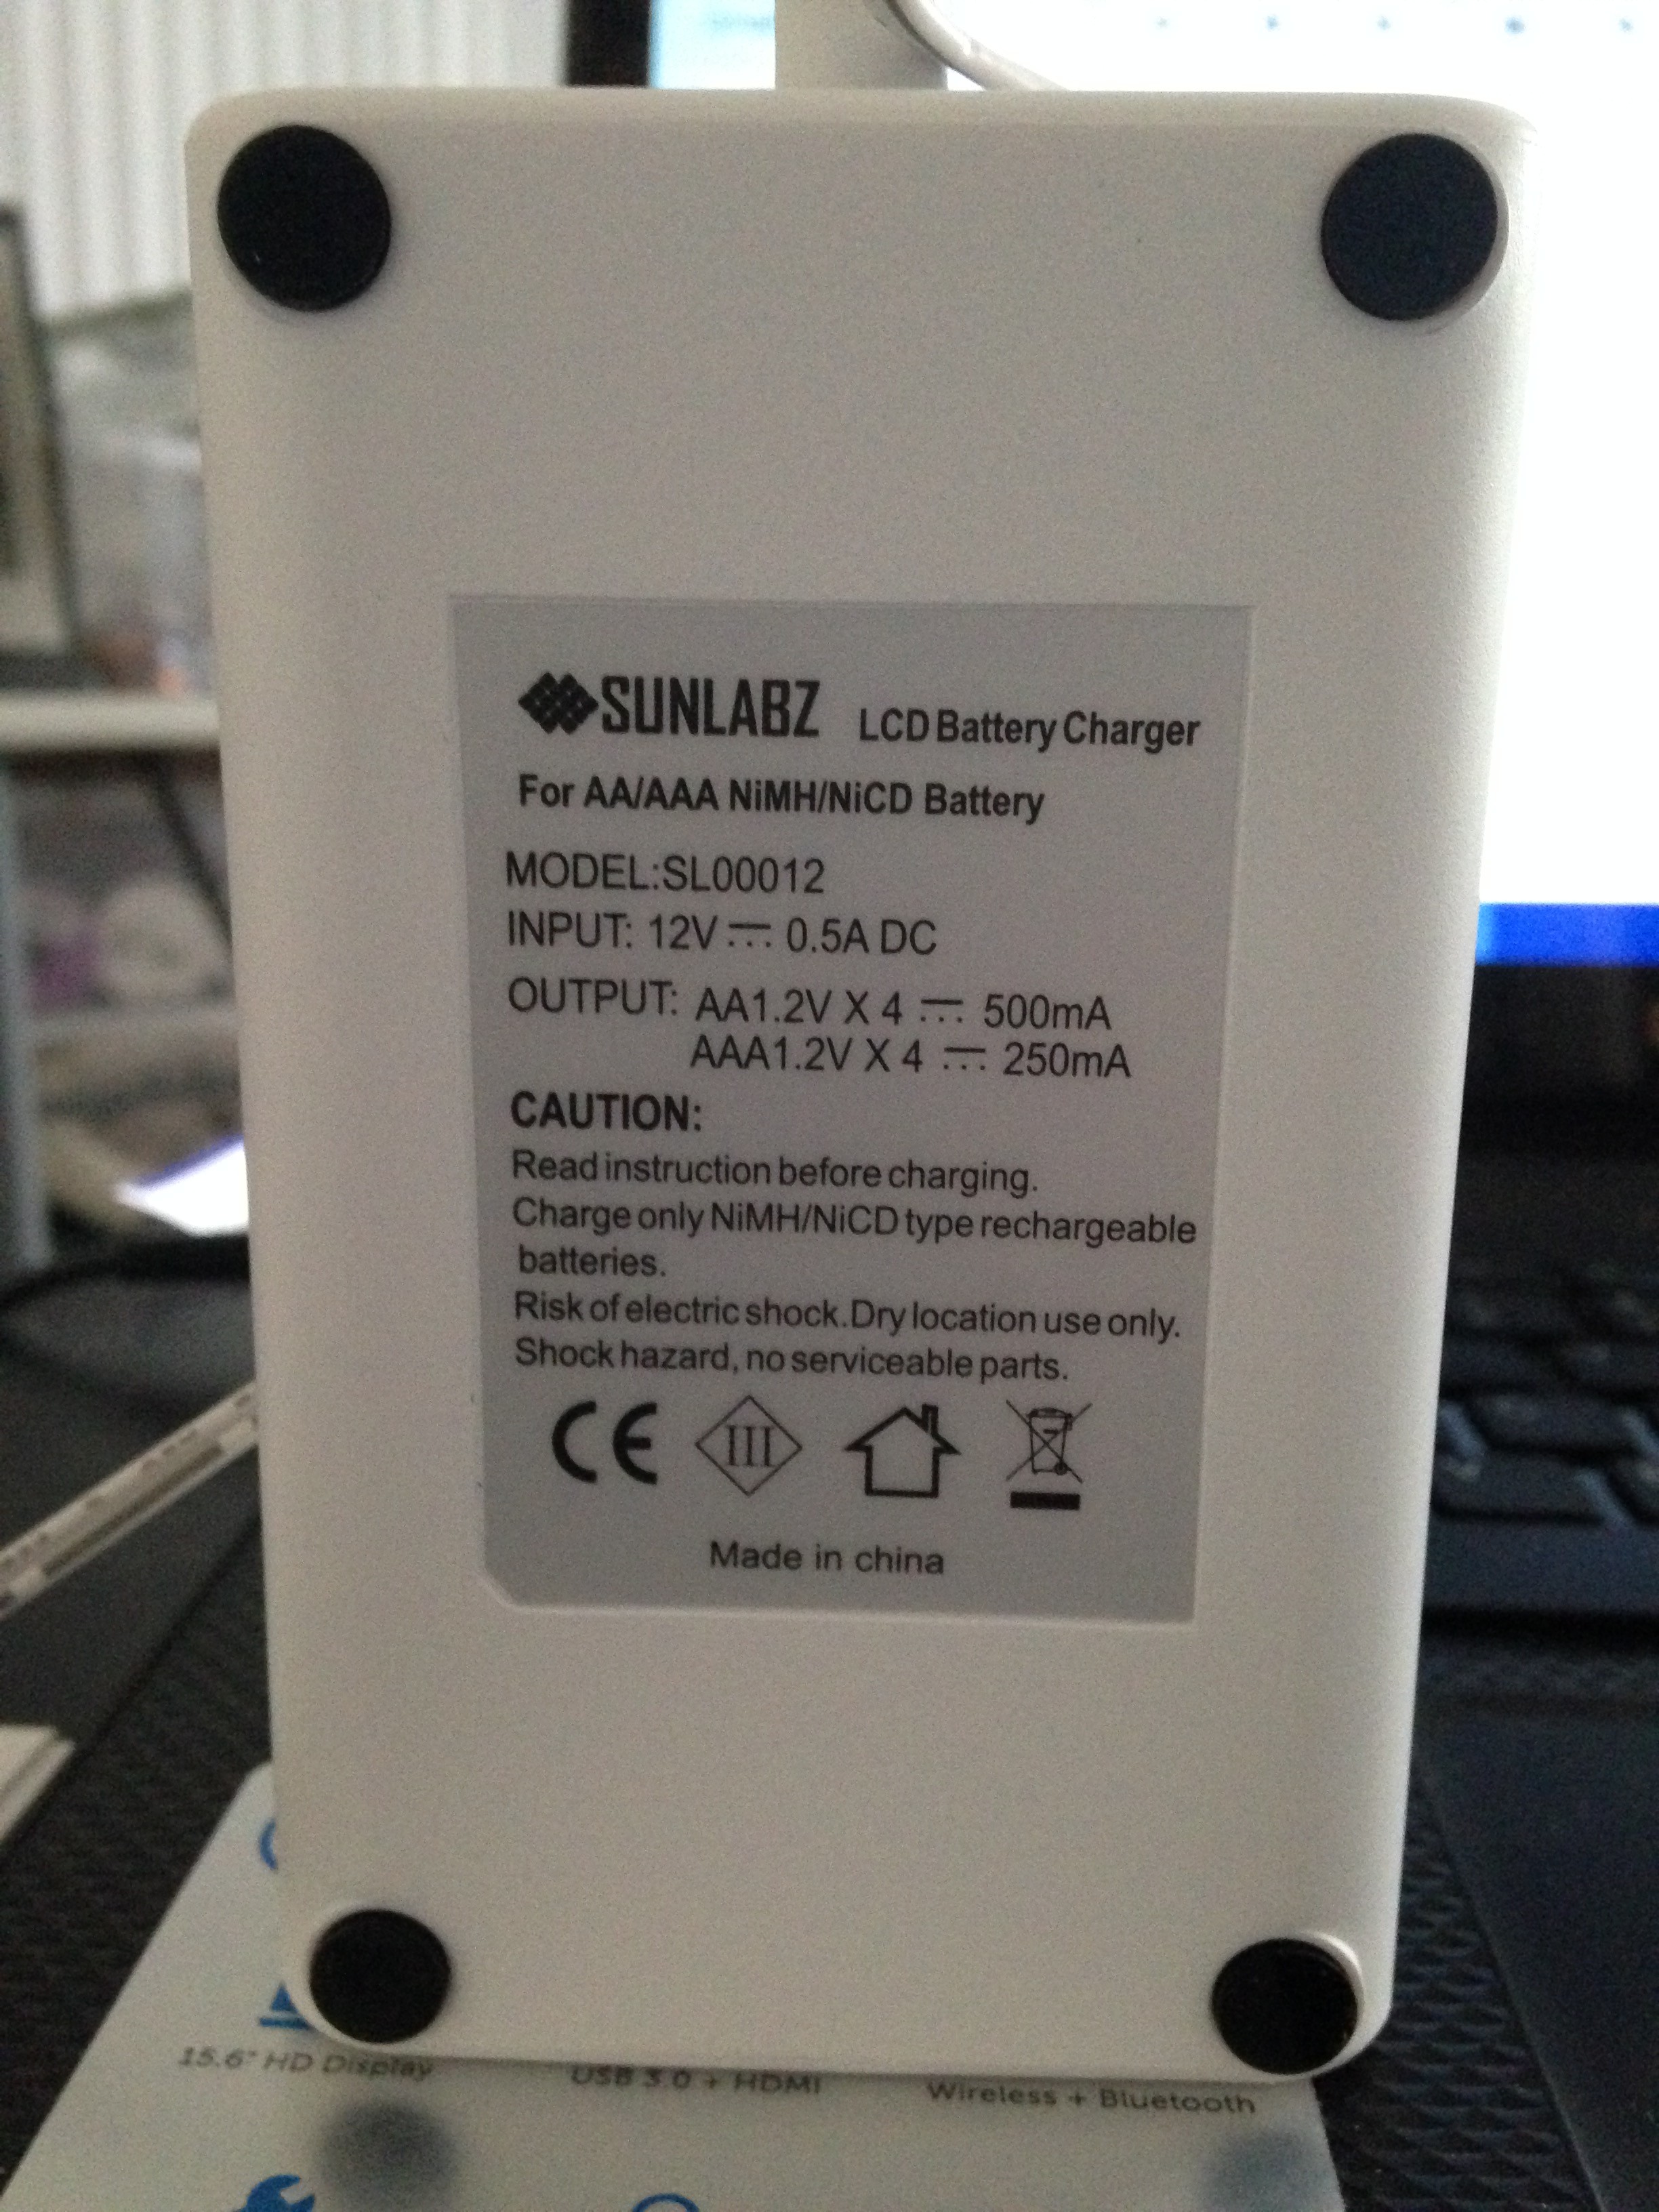 SUNLABZ LCD Battery Charger
For AA/AAA NiMH/NiCD Battery
MODEL:SL00012
INPUT: 12V ⎓ 0.5A DC
OUTPUT: AA1.2V X 4 ⎓ 500mA
AAA1.2V X 4 ⎓ 250mA
CAUTION:
Read instruction before charging.
Charge only NiMH/NiCD type rechargeable
batteries.
Risk of electric shock.Dry location use only.
Shock hazard, no serviceable parts.
CE III
Made in china
15.6" HD Display USB 3.0 + HDMI Wireless + Bluetooth